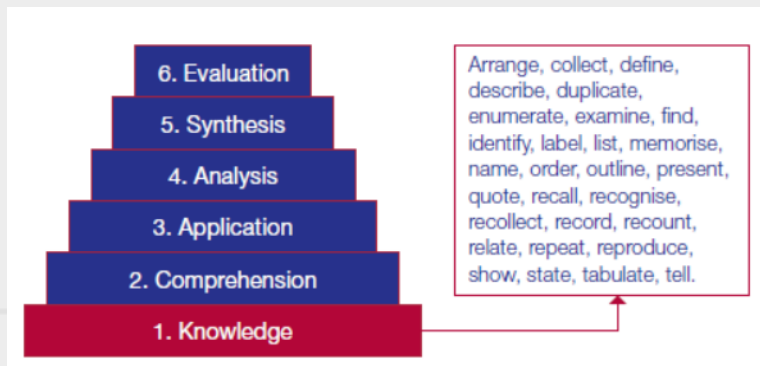 6. Evaluation
5. Synthesis
4. Analysis
3. Application
2. Comprehension
1. Knowledge
Arrange, collect, define,
describe, duplicate,
enumerate, examine, find,
identify, label, list, memorise,
name, order, outline, present,
quote, recall, recognise,
recollect, record, recount,
relate, repeat, reproduce,
show, state, tabulate, tell.